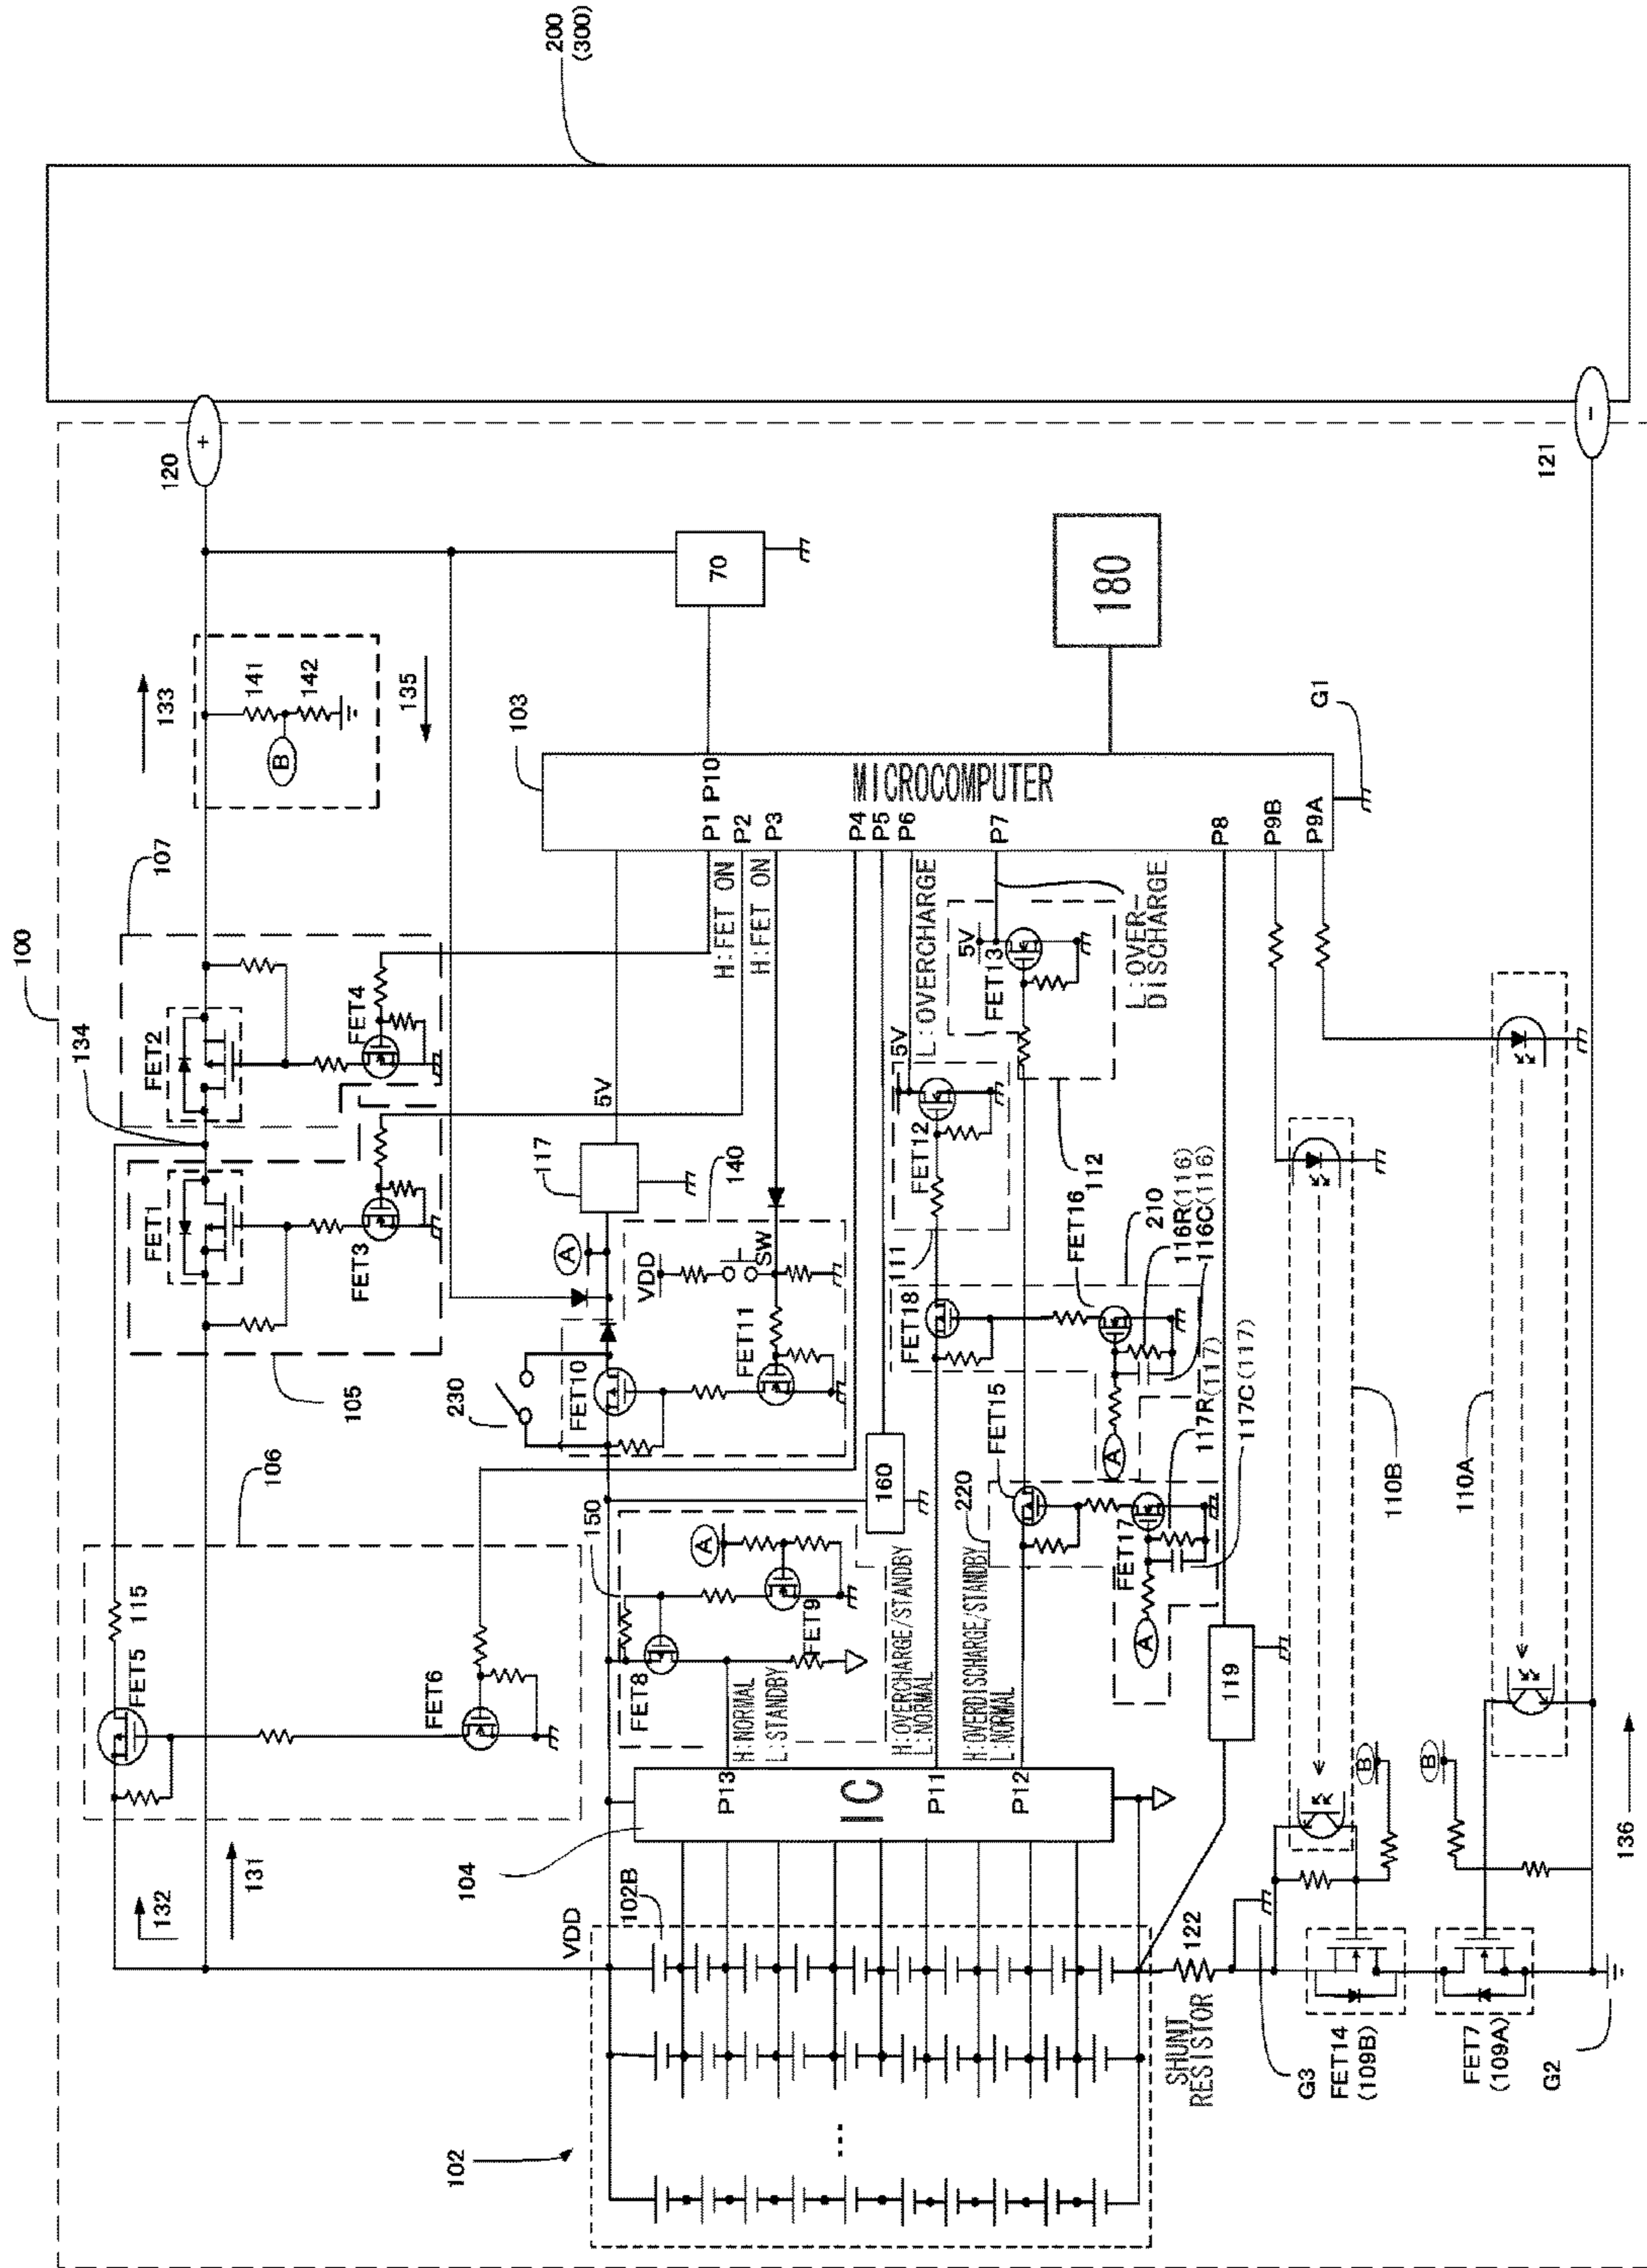 200
(300)
120
+
121
-
100
133
141
142
B
135
70
180
103
G1
MICROCOMPUTER
P1
P10
P2
P3
P4
P5
P6
P7
P8
P9B
P9A
H:FET ON
H:FET ON
L:OVERCHARGE
L:OVER-
DISCHARGE
107
134
FET2
FET4
FET1
FET3
105
5V
117
A
140
VDD
SW
230
FET10
FET11
5V
FET12
111
5V
FET13
112
FET18
FET16
210
116R(116)
116C(116)
A
FET15
220
FET17
117R(117)
117C(117)
A
106
FET5
115
FET6
150
A
FET8
FET9
160
119
H:NORMAL
L:STANDBY
H:OVERCHARGE/STANDBY
L:NORMAL
H:OVERDISCHARGE/STANDBY
L:NORMAL
110B
110A
B
B
136
P13
P11
P12
IC
104
132
131
VDD
102B
102
...
122
SHUNT
RESISTOR
G3
FET14
(109B)
FET7
(109A)
G2